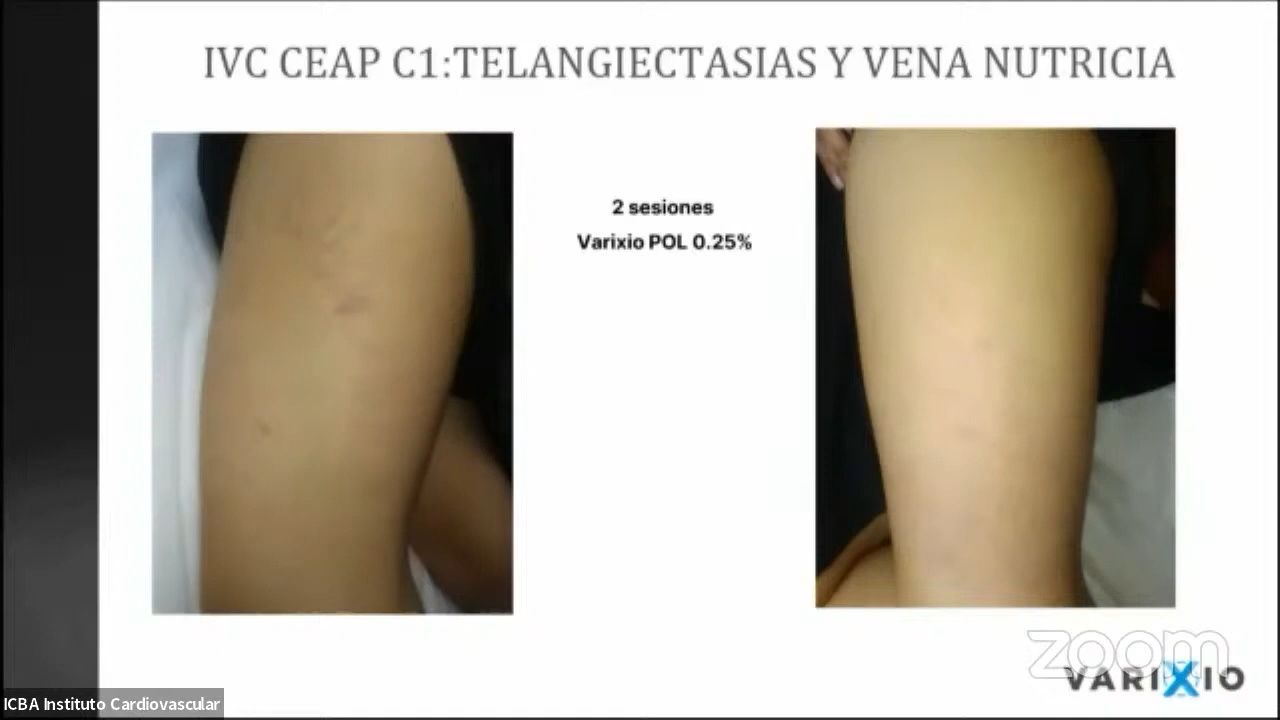 IVC CEAP C1:TELANGIECTASIAS Y VENA NUTRICIA
2 sesiones
Varixio POL 0.25%
zoom
VARIXIO
ICBA Instituto Cardiovascular